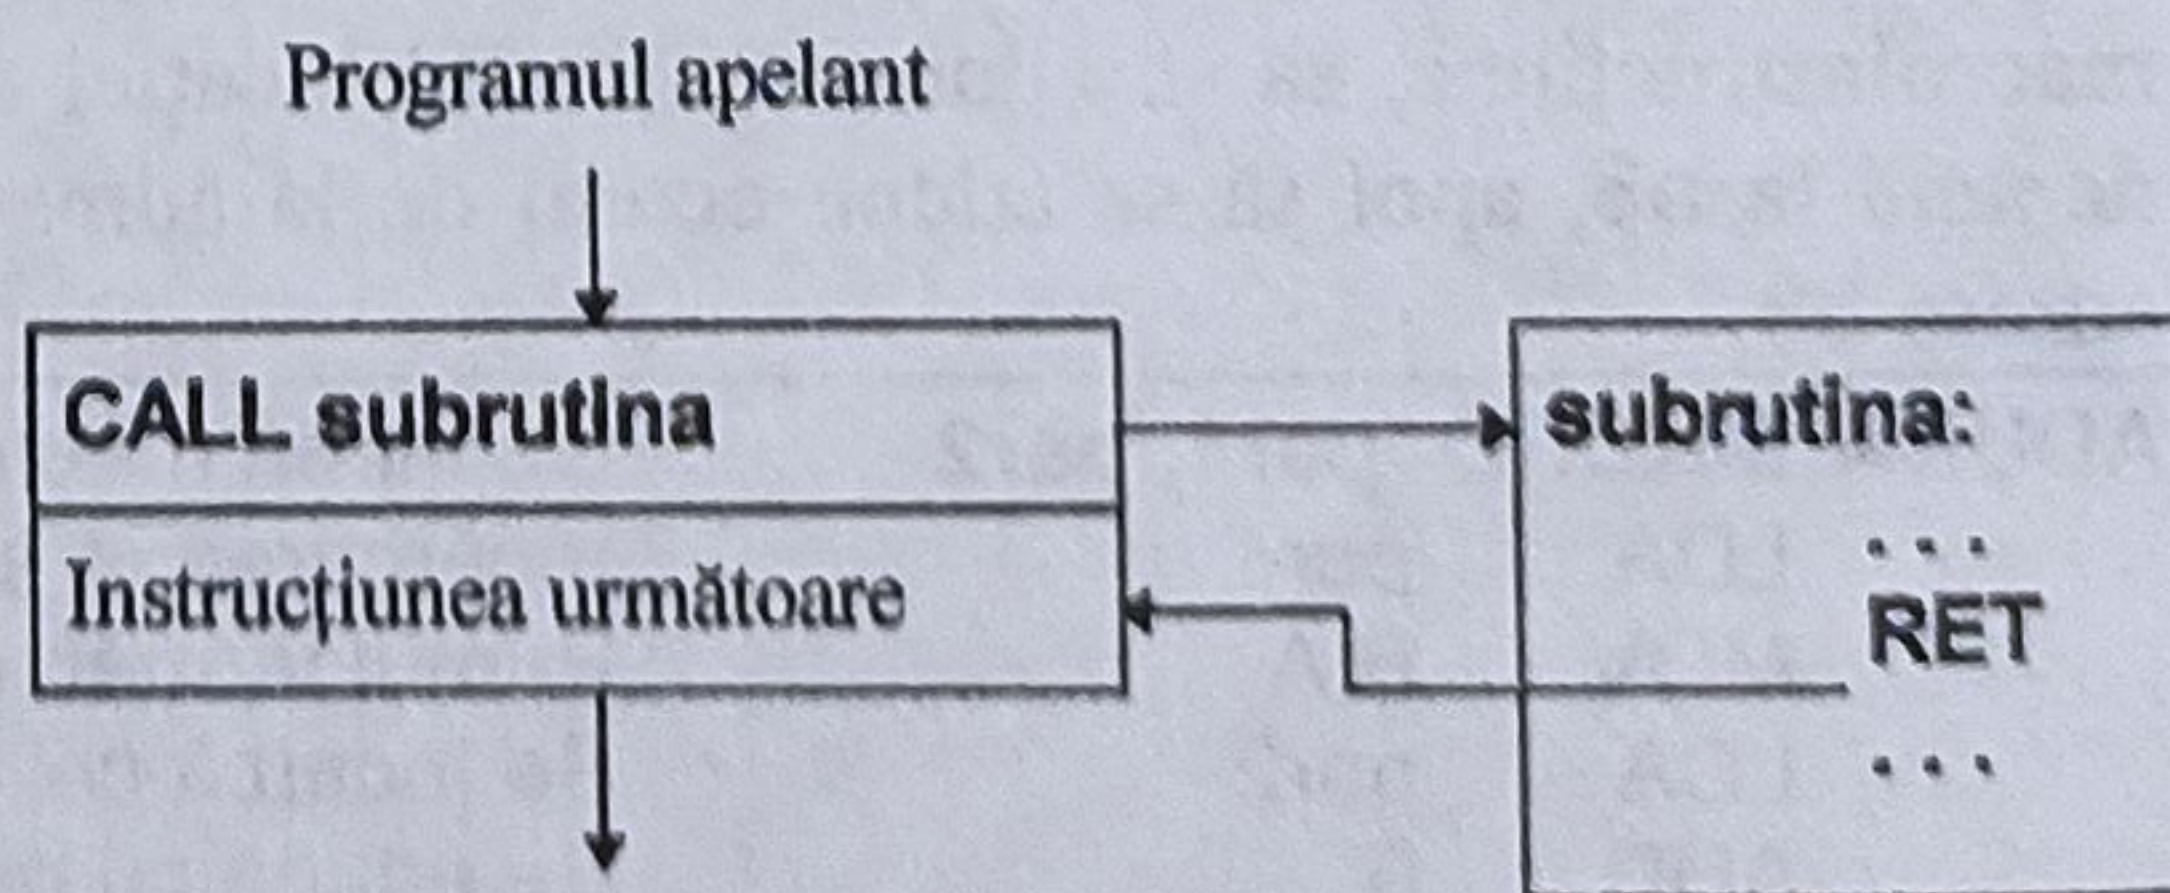 Programul apelant
CALL subrutina
Instrucțiunea următoare
subrutina:
...
RET
...